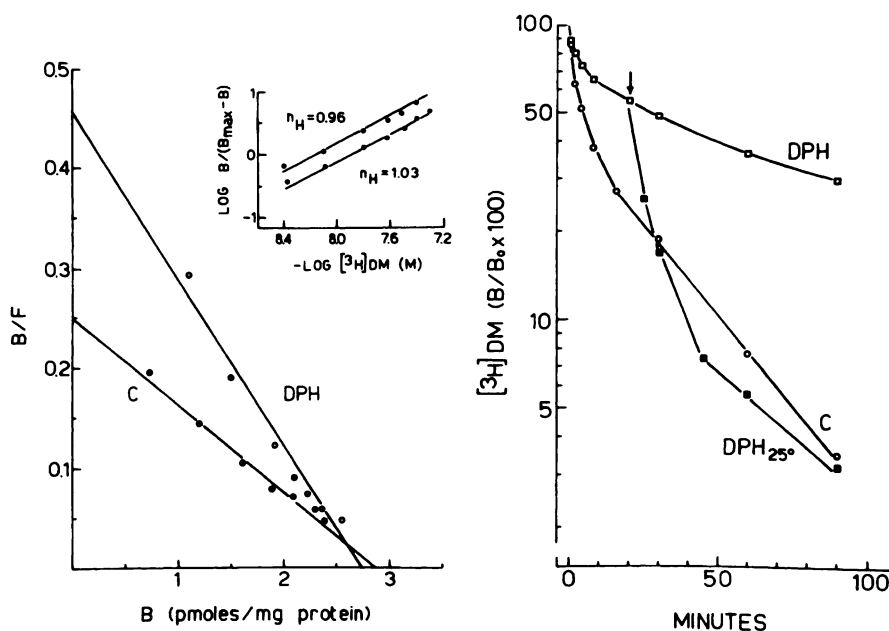 0.5
0.4
0.3
0.2
0.1
B/F
1
2
3
B (pmoles/mg protein)
C
DPH
LOG B/(Bmax-B)
1
0
-1
nH=0.96
nH=1.03
8.4
8.0
7.6
7.2
-LOG [³H]DM (M)
[³H]DM (B/B₀ x 100)
100
50
10
5
DPH
C
DPH25°
0
50
100
MINUTES